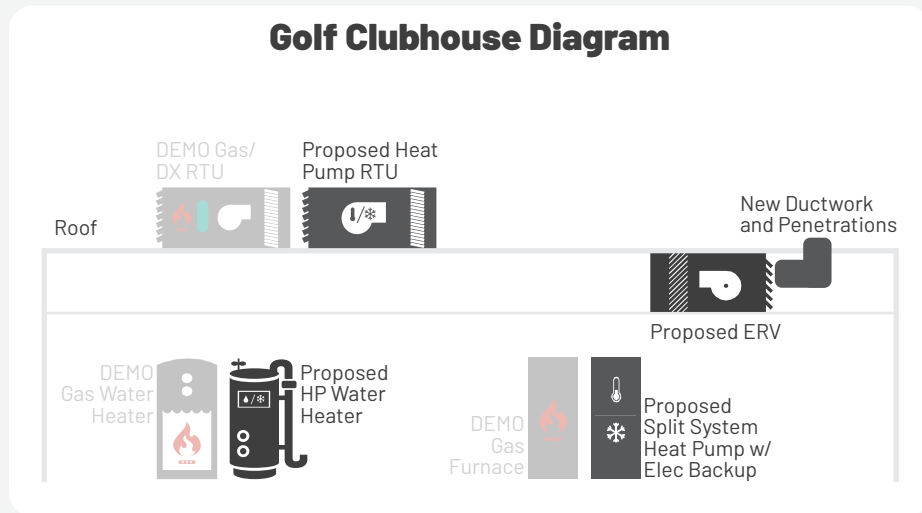 Golf Clubhouse Diagram
DEMO Gas/
DX RTU
Proposed Heat
Pump RTU
Roof
New Ductwork
and Penetrations
Proposed ERV
DEMO
Gas Water
Heater
Proposed
HP Water
Heater
DEMO
Gas
Furnace
Proposed
Split System
Heat Pump w/
Elec Backup